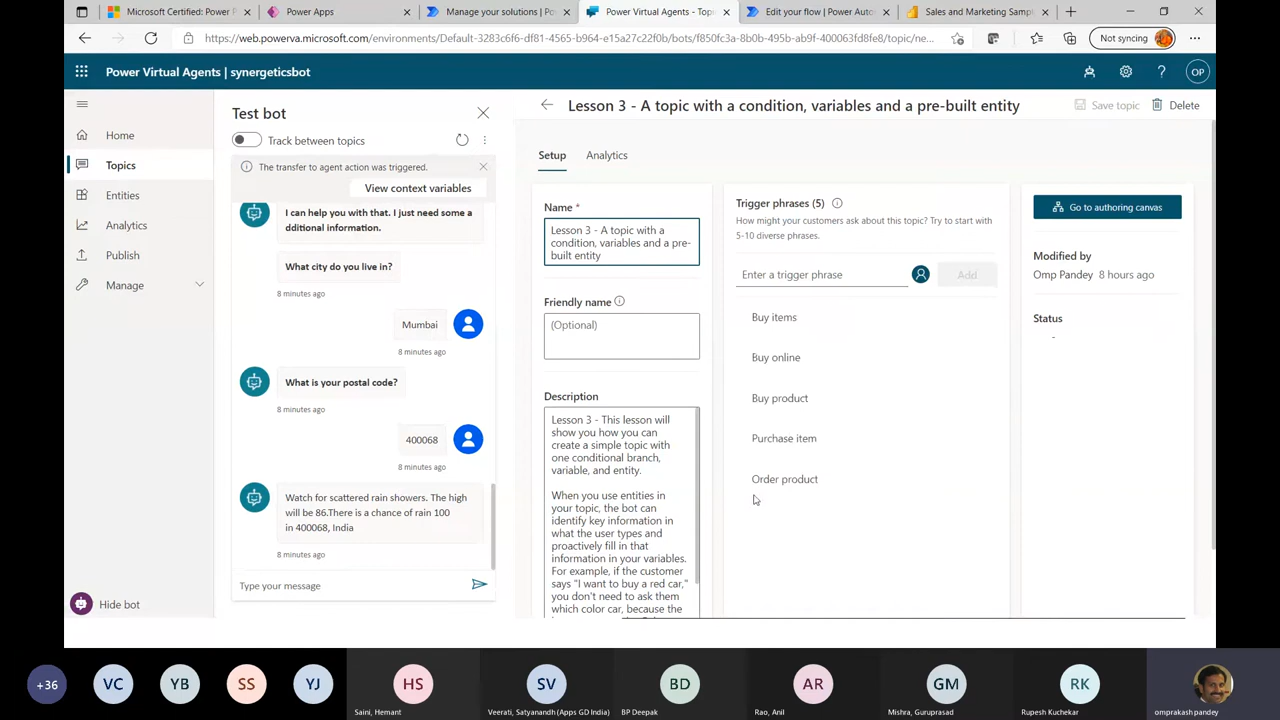 Microsoft Certified: Power P
Power Apps
Manage your solutions | Po
Power Virtual Agents - Topi
Edit your flow | Power Auto
Sales and Marketing Sampl
https://web.powerva.microsoft.com/environments/Default-3283c6f6-df81-4565-b964-e15a27c22f0b/bots/f850fc3a-8b0b-495b-ab9f-400063fd8fe8/topic/ne...
Not syncing
Power Virtual Agents | synergeticsbot
OP
Home
Topics
Entities
Analytics
Publish
Manage
Hide bot
Test bot
Track between topics
The transfer to agent action was triggered.
View context variables
I can help you with that. I just need some a
dditional information.
What city do you live in?
8 minutes ago
Mumbai
8 minutes ago
What is your postal code?
8 minutes ago
400068
8 minutes ago
Watch for scattered rain showers. The high
will be 86.There is a chance of rain 100
in 400068, India
8 minutes ago
Type your message
Lesson 3 - A topic with a condition, variables and a pre-built entity
Save topic
Delete
Setup
Analytics
Name *
Lesson 3 - A topic with a
condition, variables and a pre-
built entity
Friendly name
(Optional)
Description
Lesson 3 - This lesson will
show you how you can
create a simple topic with
one conditional branch,
variable, and entity.
When you use entities in
your topic, the bot can
identify key information in
what the user types and
proactively fill in that
information in your variables.
For example, if the customer
says "I want to buy a red car,"
you don't need to ask them
which color car, because the
Trigger phrases (5)
How might your customers ask about this topic? Try to start with
5-10 diverse phrases.
Enter a trigger phrase
Add
Buy items
Buy online
Buy product
Purchase item
Order product
Go to authoring canvas
Modified by
Omp Pandey 8 hours ago
Status
+36
VC
YB
SS
YJ
HS
Saini, Hemant
SV
Veerati, Satyanandh (Apps GD India)
BD
BP Deepak
AR
Rao, Anil
GM
Mishra, Guruprasad
RK
Rupesh Kuchekar
omprakash pandey